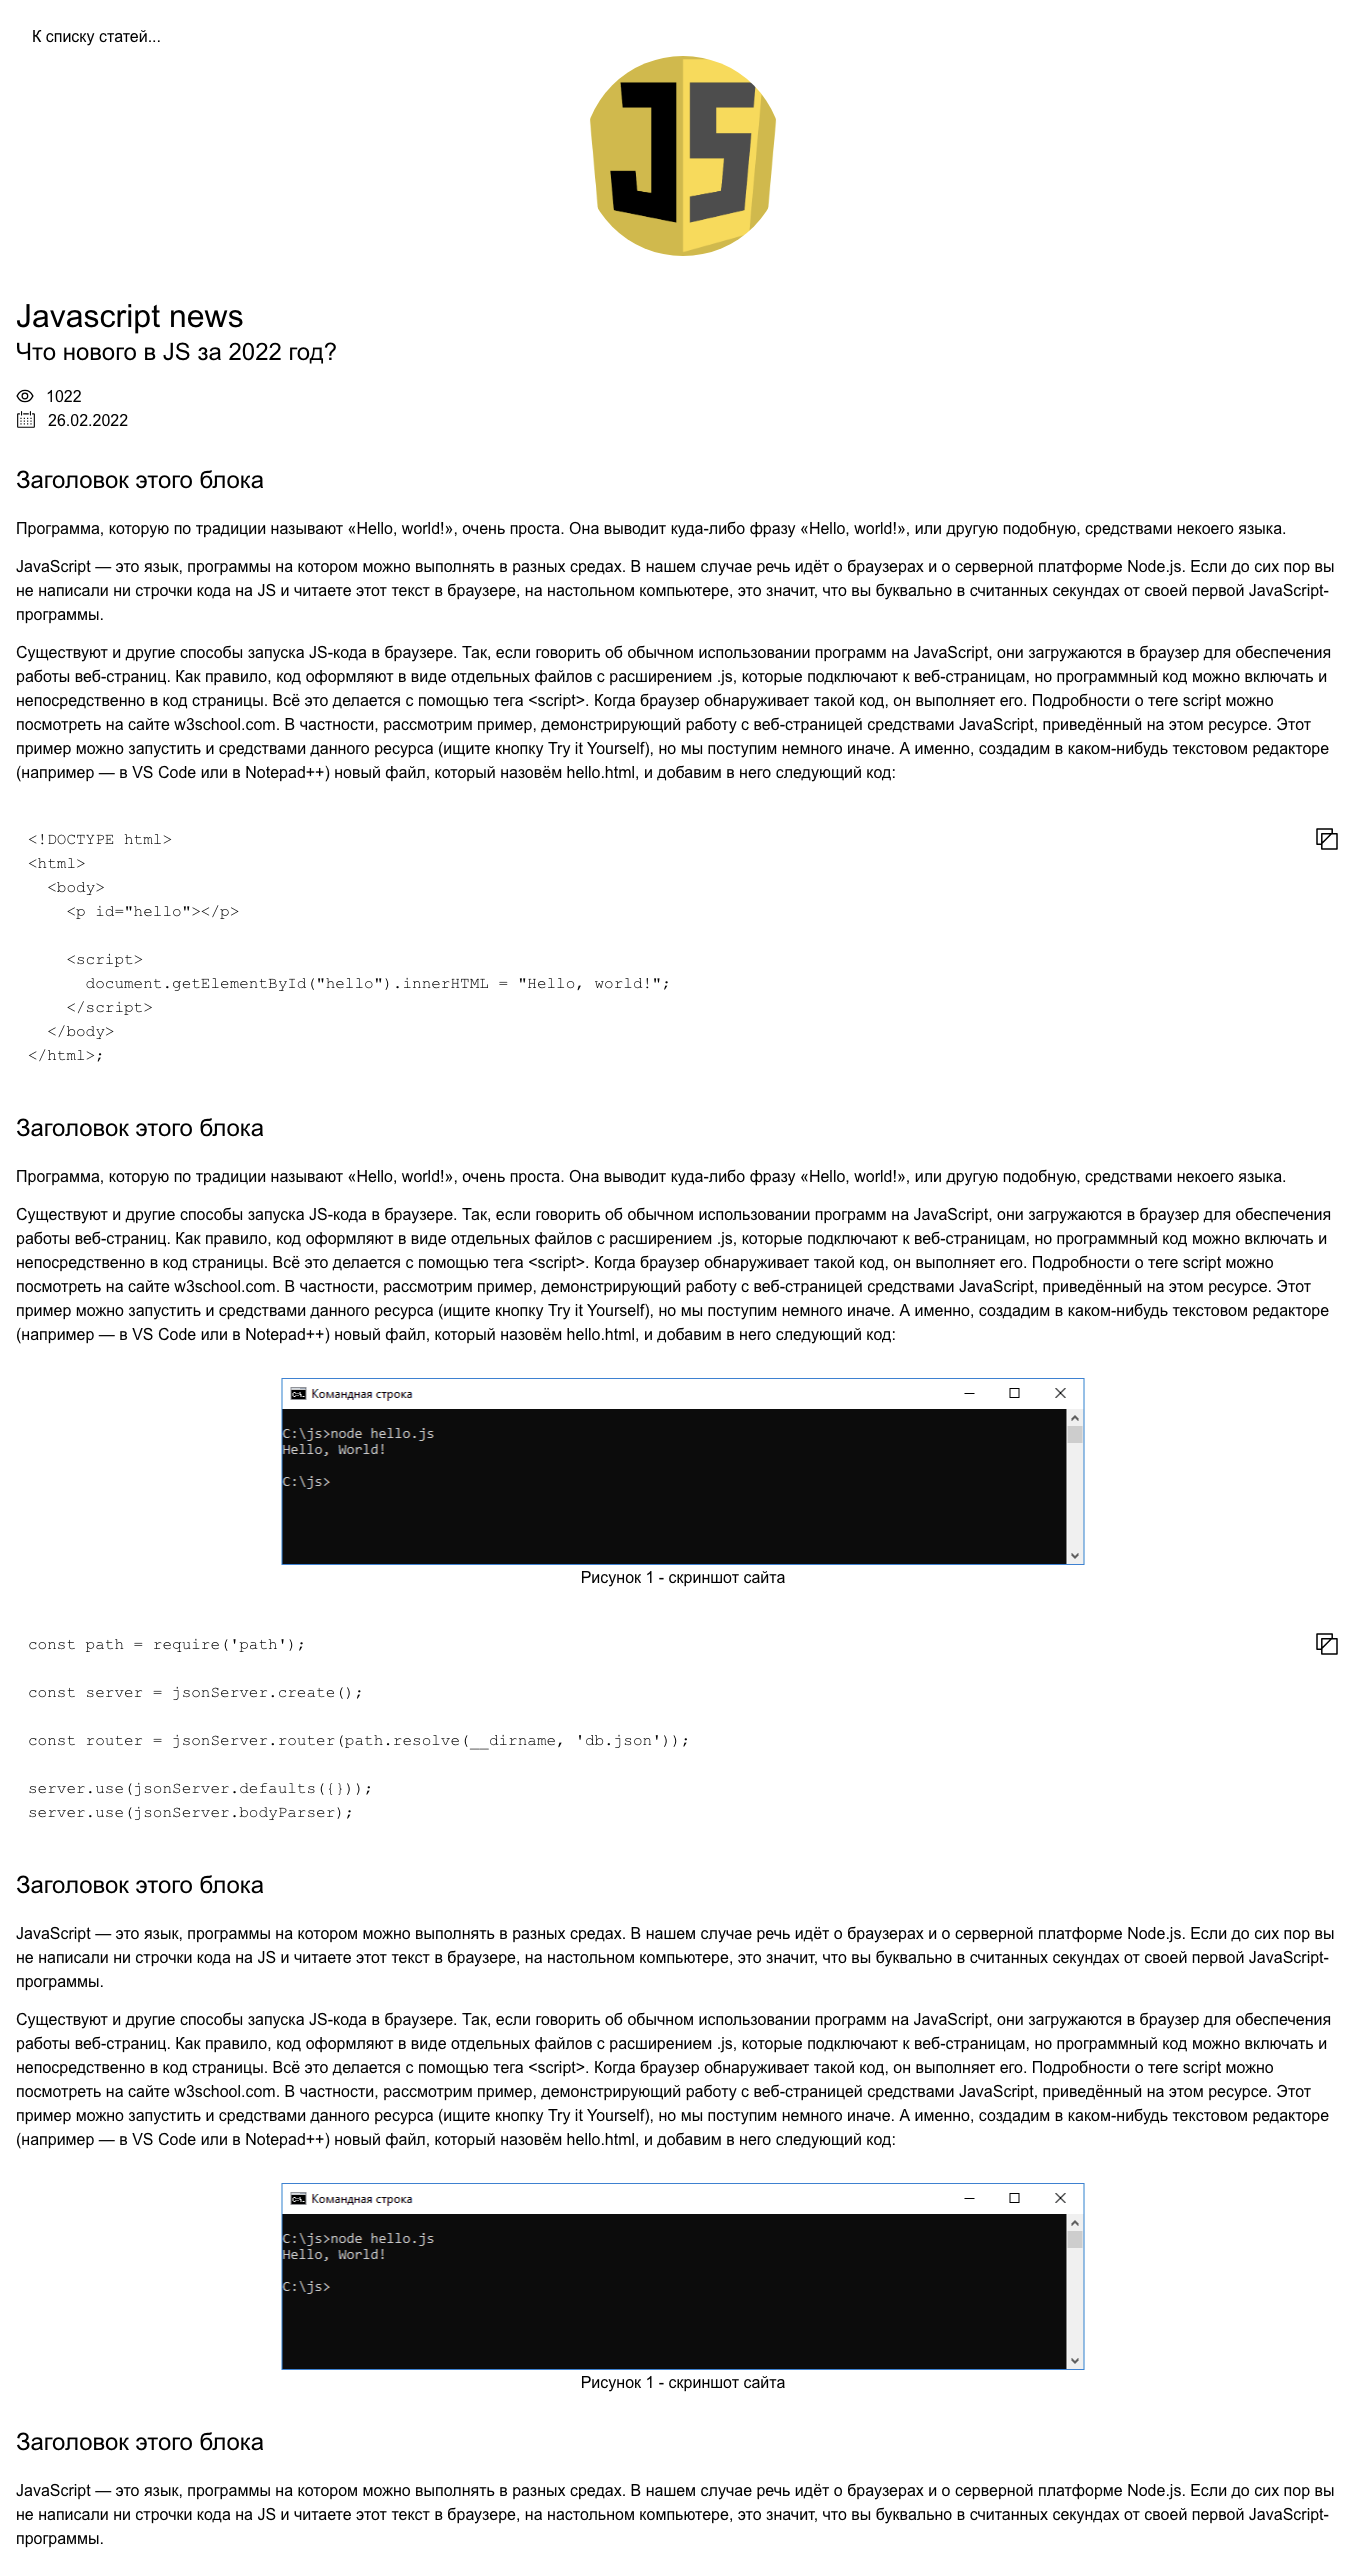 К списку статей...
JS
Javascript news
Что нового в JS за 2022 год?
1022
26.02.2022
Заголовок этого блока
Программа, которую по традиции называют «Hello, world!», очень проста. Она выводит куда-либо фразу «Hello, world!», или другую подобную, средствами некоего языка.
JavaScript — это язык, программы на котором можно выполнять в разных средах. В нашем случае речь идёт о браузерах и о серверной платформе Node.js. Если до сих пор вы
не написали ни строчки кода на JS и читаете этот текст в браузере, на настольном компьютере, это значит, что вы буквально в считанных секундах от своей первой JavaScript-
программы.
Существуют и другие способы запуска JS-кода в браузере. Так, если говорить об обычном использовании программ на JavaScript, они загружаются в браузер для обеспечения
работы веб-страниц. Как правило, код оформляют в виде отдельных файлов с расширением .js, которые подключают к веб-страницам, но программный код можно включать и
непосредственно в код страницы. Всё это делается с помощью тега <script>. Когда браузер обнаруживает такой код, он выполняет его. Подробности о теге script можно
посмотреть на сайте w3school.com. В частности, рассмотрим пример, демонстрирующий работу с веб-страницей средствами JavaScript, приведённый на этом ресурсе. Этот
пример можно запустить и средствами данного ресурса (ищите кнопку Try it Yourself), но мы поступим немного иначе. А именно, создадим в каком-нибудь текстовом редакторе
(например — в VS Code или в Notepad++) новый файл, который назовём hello.html, и добавим в него следующий код:
<!DOCTYPE html>
<html>
  <body>
    <p id="hello"></p>
    <script>
      document.getElementById("hello").innerHTML = "Hello, world!";
    </script>
  </body>
</html>;
Заголовок этого блока
Программа, которую по традиции называют «Hello, world!», очень проста. Она выводит куда-либо фразу «Hello, world!», или другую подобную, средствами некоего языка.
Существуют и другие способы запуска JS-кода в браузере. Так, если говорить об обычном использовании программ на JavaScript, они загружаются в браузер для обеспечения
работы веб-страниц. Как правило, код оформляют в виде отдельных файлов с расширением .js, которые подключают к веб-страницам, но программный код можно включать и
непосредственно в код страницы. Всё это делается с помощью тега <script>. Когда браузер обнаруживает такой код, он выполняет его. Подробности о теге script можно
посмотреть на сайте w3school.com. В частности, рассмотрим пример, демонстрирующий работу с веб-страницей средствами JavaScript, приведённый на этом ресурсе. Этот
пример можно запустить и средствами данного ресурса (ищите кнопку Try it Yourself), но мы поступим немного иначе. А именно, создадим в каком-нибудь текстовом редакторе
(например — в VS Code или в Notepad++) новый файл, который назовём hello.html, и добавим в него следующий код:
Командная строка
C:\js>node hello.js
Hello, World!
C:\js>
Рисунок 1 - скриншот сайта
const path = require('path');
const server = jsonServer.create();
const router = jsonServer.router(path.resolve(__dirname, 'db.json'));
server.use(jsonServer.defaults({}));
server.use(jsonServer.bodyParser);
Заголовок этого блока
JavaScript — это язык, программы на котором можно выполнять в разных средах. В нашем случае речь идёт о браузерах и о серверной платформе Node.js. Если до сих пор вы
не написали ни строчки кода на JS и читаете этот текст в браузере, на настольном компьютере, это значит, что вы буквально в считанных секундах от своей первой JavaScript-
программы.
Существуют и другие способы запуска JS-кода в браузере. Так, если говорить об обычном использовании программ на JavaScript, они загружаются в браузер для обеспечения
работы веб-страниц. Как правило, код оформляют в виде отдельных файлов с расширением .js, которые подключают к веб-страницам, но программный код можно включать и
непосредственно в код страницы. Всё это делается с помощью тега <script>. Когда браузер обнаруживает такой код, он выполняет его. Подробности о теге script можно
посмотреть на сайте w3school.com. В частности, рассмотрим пример, демонстрирующий работу с веб-страницей средствами JavaScript, приведённый на этом ресурсе. Этот
пример можно запустить и средствами данного ресурса (ищите кнопку Try it Yourself), но мы поступим немного иначе. А именно, создадим в каком-нибудь текстовом редакторе
(например — в VS Code или в Notepad++) новый файл, который назовём hello.html, и добавим в него следующий код:
Командная строка
C:\js>node hello.js
Hello, World!
C:\js>
Рисунок 1 - скриншот сайта
Заголовок этого блока
JavaScript — это язык, программы на котором можно выполнять в разных средах. В нашем случае речь идёт о браузерах и о серверной платформе Node.js. Если до сих пор вы
не написали ни строчки кода на JS и читаете этот текст в браузере, на настольном компьютере, это значит, что вы буквально в считанных секундах от своей первой JavaScript-
программы.